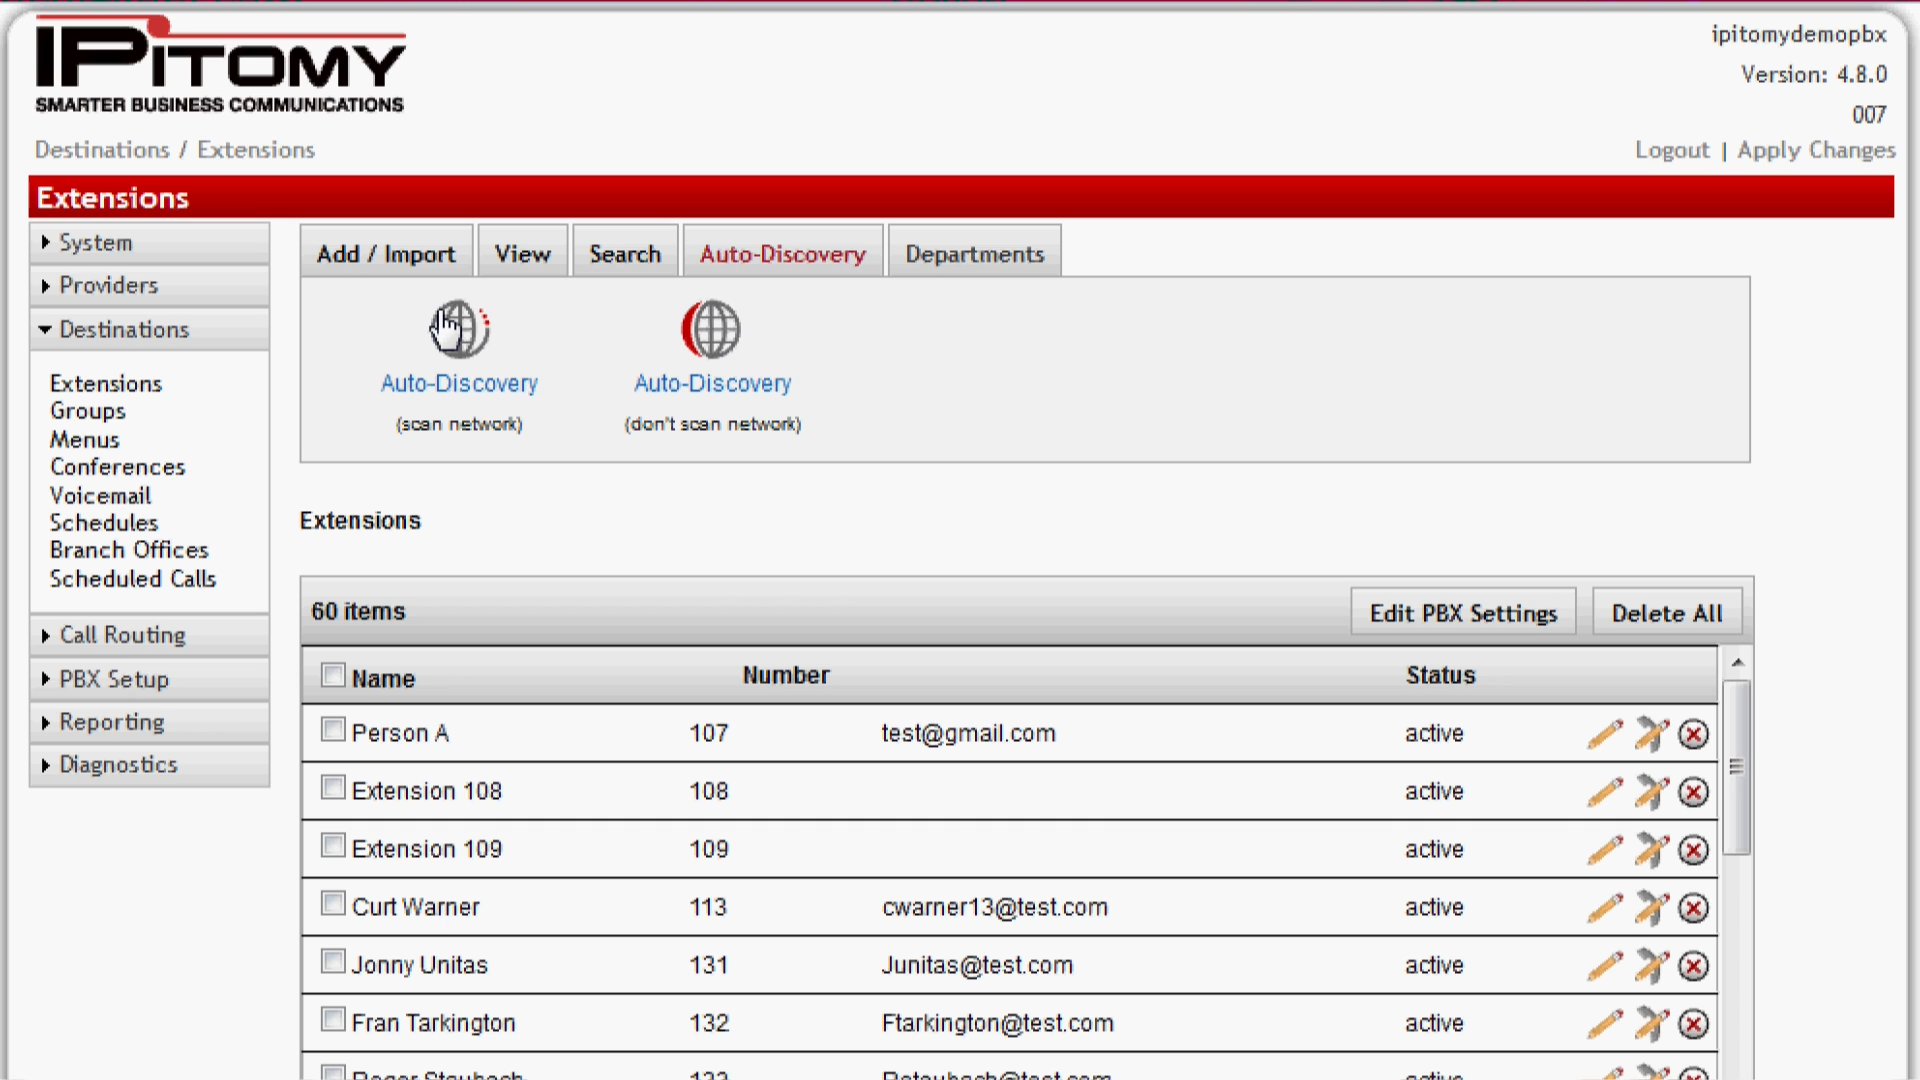 IPITOMY
SMARTER BUSINESS COMMUNICATIONS
ipitomydemopbx
Version: 4.8.0
007
Destinations / Extensions
Logout | Apply Changes
Extensions
System
Providers
Destinations
Extensions
Groups
Menus
Conferences
Voicemail
Schedules
Branch Offices
Scheduled Calls
Call Routing
PBX Setup
Reporting
Diagnostics
Add / Import
View
Search
Auto-Discovery
Departments
Auto-Discovery
(scan network)
Auto-Discovery
(don't scan network)
Extensions
60 items
Edit PBX Settings
Delete All
Name Number Status
Person A 107 test@gmail.com active
Extension 108 108 active
Extension 109 109 active
Curt Warner 113 cwarner13@test.com active
Jonny Unitas 131 Junitas@test.com active
Fran Tarkington 132 Ftarkington@test.com active
Roger Staubach 133 active